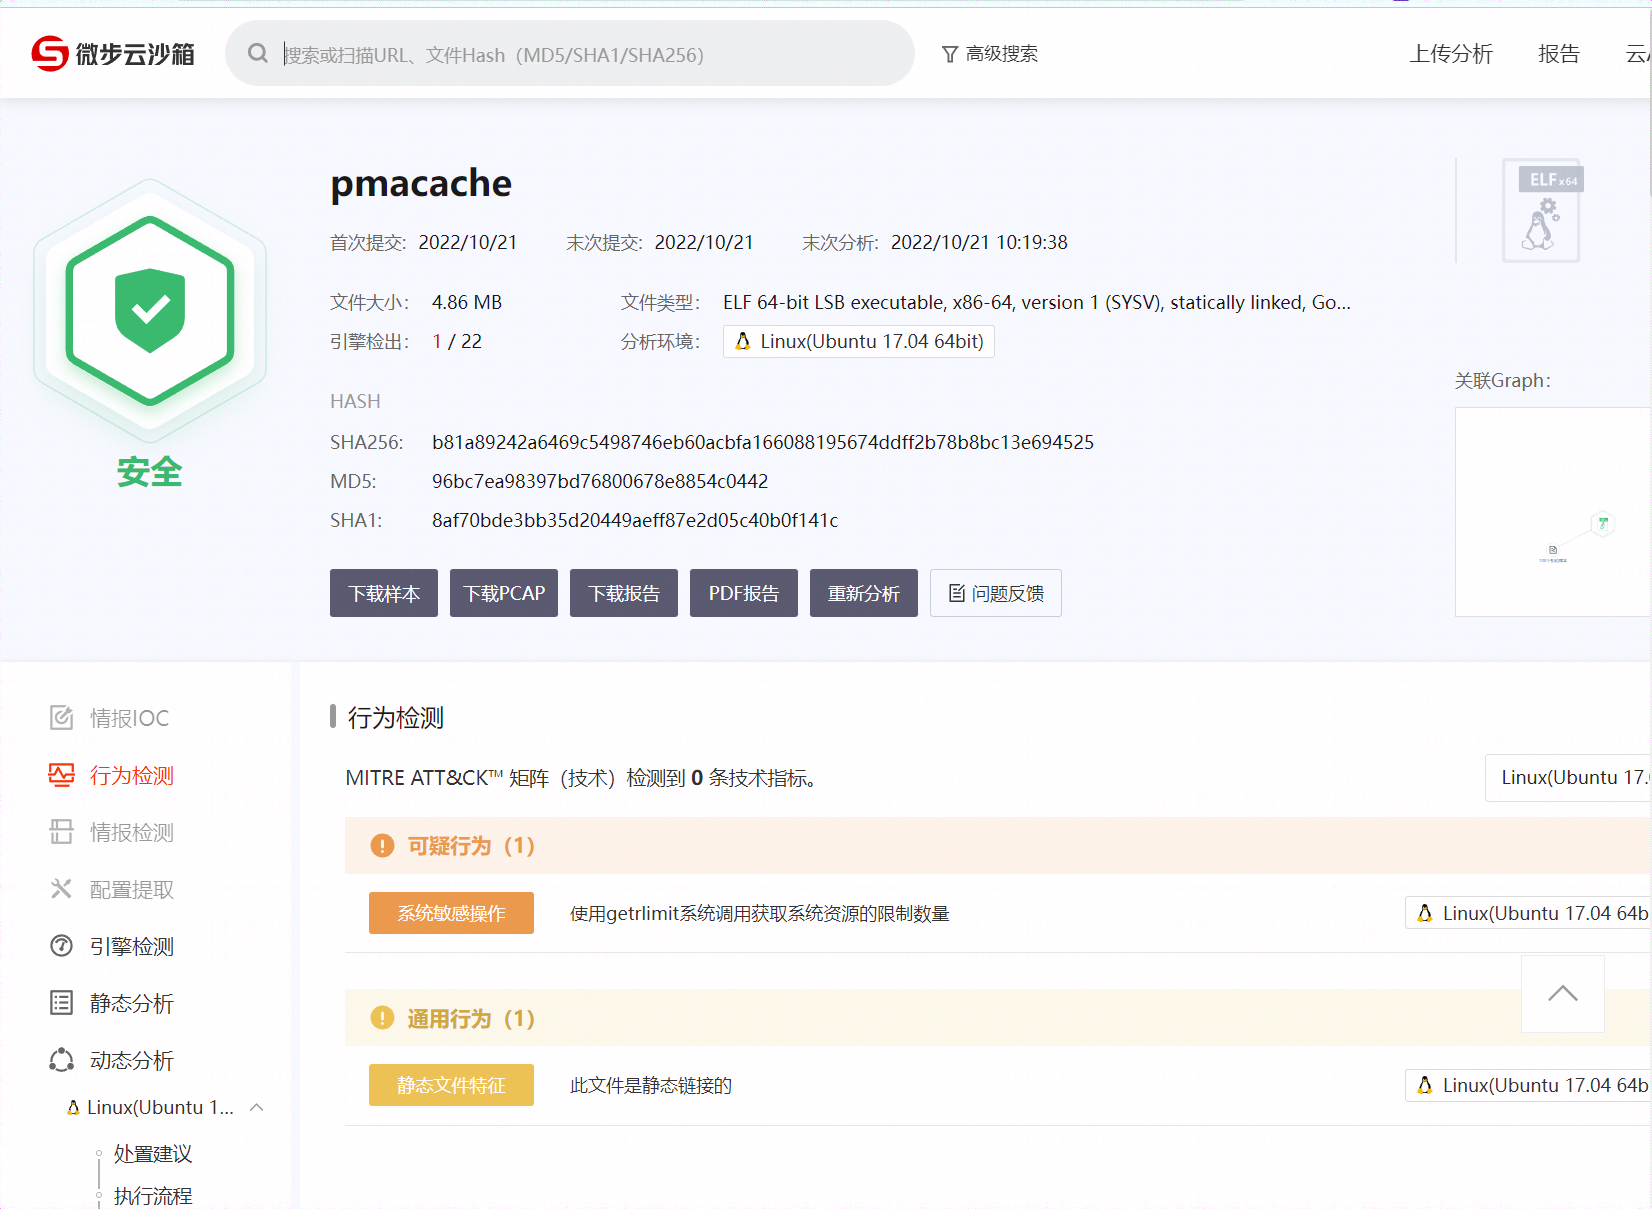 微步云沙箱
搜索或扫描URL、文件Hash（MD5/SHA1/SHA256）
高级搜索
上传分析
报告
云
pmacache
首次提交: 2022/10/21
末次提交: 2022/10/21
末次分析: 2022/10/21 10:19:38
文件大小: 4.86 MB
文件类型: ELF 64-bit LSB executable, x86-64, version 1 (SYSV), statically linked, Go...
引擎检出: 1 / 22
分析环境: Linux(Ubuntu 17.04 64bit)
HASH
SHA256: b81a89242a6469c5498746eb60acbfa166088195674ddff2b78b8bc13e694525
MD5: 96bc7ea98397bd76800678e8854c0442
SHA1: 8af70bde3bb35d20449aeff87e2d05c40b0f141c
安全
下载样本
下载PCAP
下载报告
PDF报告
重新分析
问题反馈
ELF x64
关联Graph:
情报IOC
行为检测
情报检测
配置提取
引擎检测
静态分析
动态分析
Linux(Ubuntu 1...
处置建议
执行流程
行为检测
MITRE ATT&CK™ 矩阵（技术）检测到 0 条技术指标。
Linux(Ubuntu 17.
可疑行为（1）
系统敏感操作
使用getrlimit系统调用获取系统资源的限制数量
Linux(Ubuntu 17.04 64b
通用行为（1）
静态文件特征
此文件是静态链接的
Linux(Ubuntu 17.04 64b